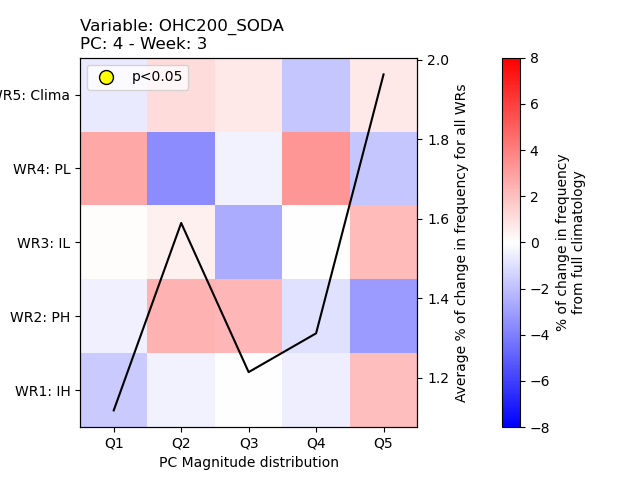 Variable: OHC200_SODA
PC: 4 - Week: 3
p<0.05
WR5: Clima
WR4: PL
WR3: IL
WR2: PH
WR1: IH
Q1 Q2 Q3 Q4 Q5
PC Magnitude distribution
2.0
1.8
1.6
1.4
1.2
Average % of change in frequency for all WRs
8
6
4
2
0
−2
−4
−6
−8
% of change in frequency
from full climatology